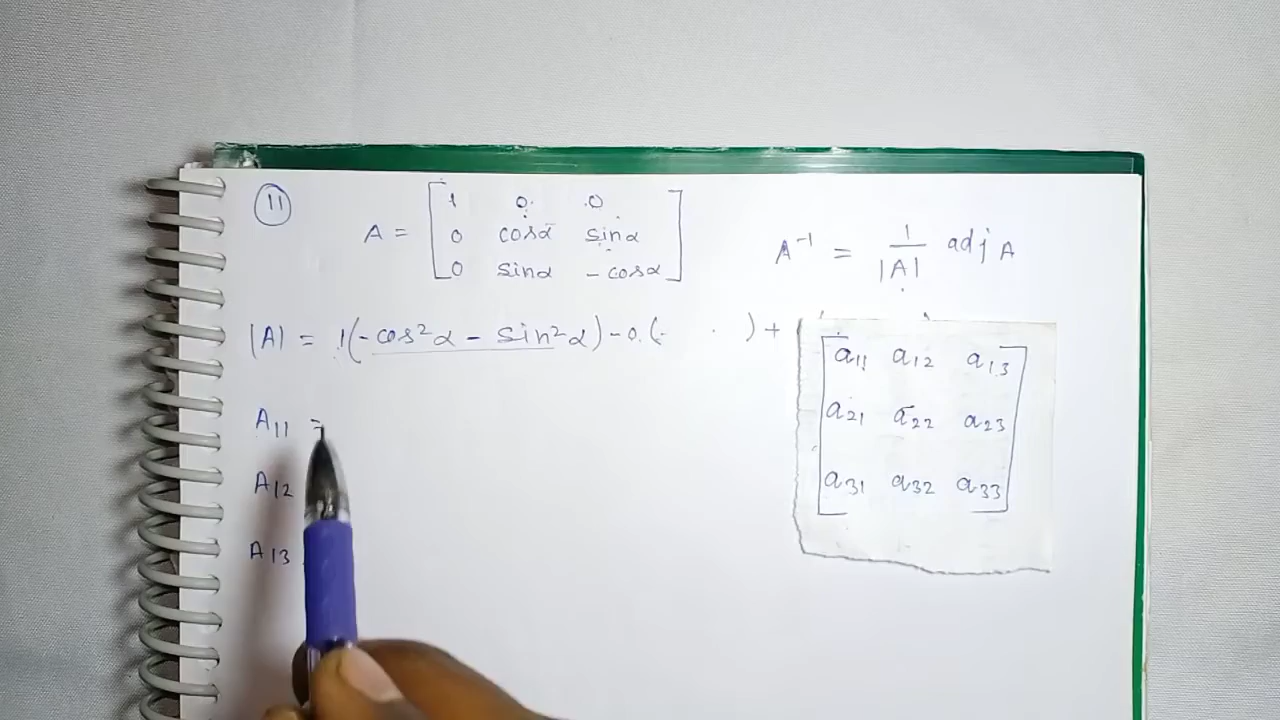 11
A = [ 1 0 0
0 cosα sinα
0 sinα - cosα ]
A⁻¹ = 1/|A| adj A
|A| = 1(-cos²α - sin²α) - 0.( ) +
a11 a12 a13
a21 a22 a23
a31 a32 a33
A11 =
A12
A13